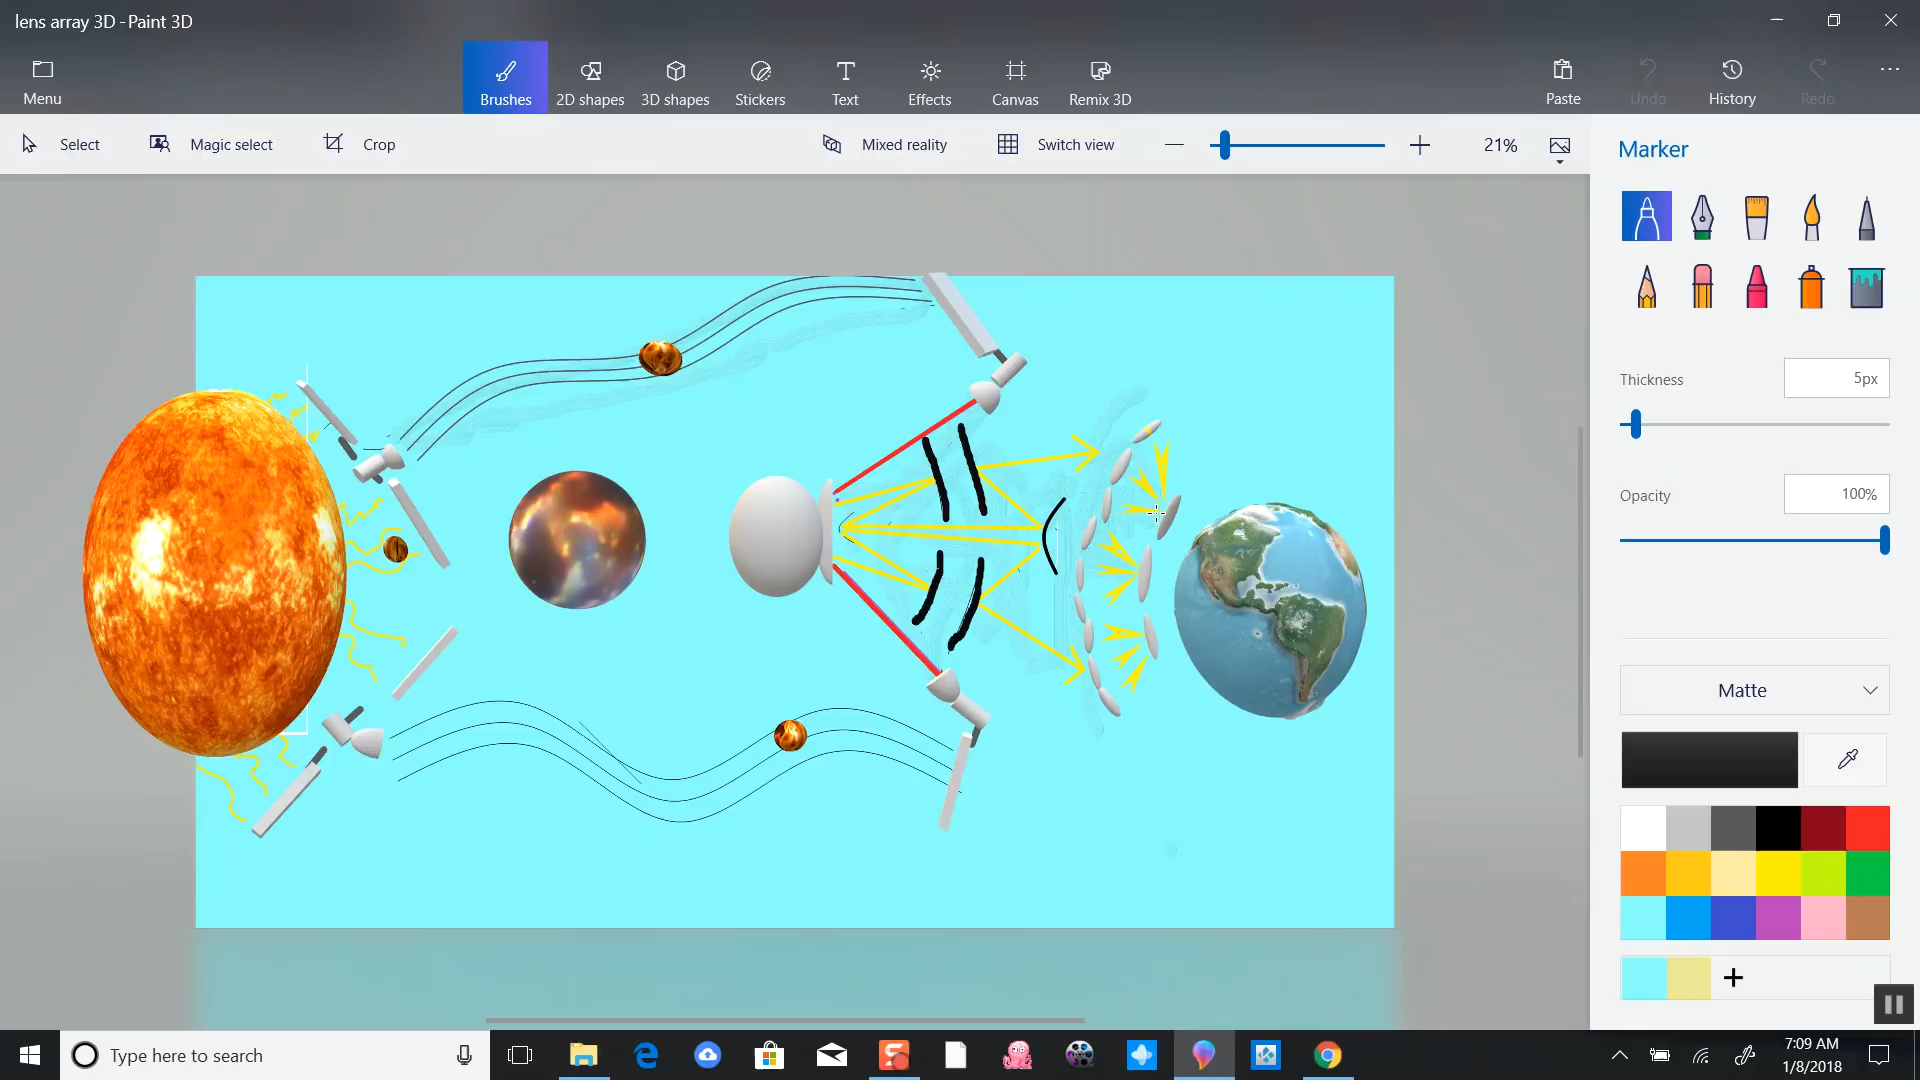 lens array 3D - Paint 3D
Menu
Brushes
2D shapes
3D shapes
Stickers
Text
Effects
Canvas
Remix 3D
Paste
Undo
History
Redo
Select
Magic select
Crop
Mixed reality
Switch view
21%
Marker
Thickness
5px
Opacity
100%
Matte
Type here to search
7:09 AM
1/8/2018